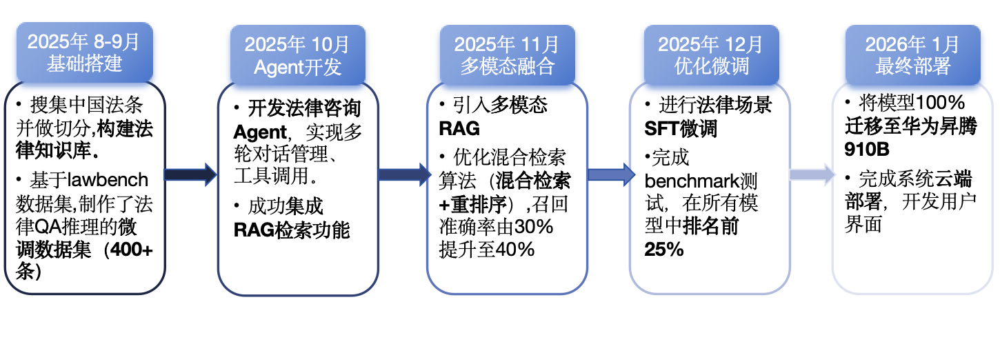 2025年 8-9月
基础搭建
• 搜集中国法条
并做切分,构建法
律知识库.
• 基于lawbench
数据集,制作了法
律QA推理的微
调数据集（400+
条）
2025年 10月
Agent开发
• 开发法律咨询
Agent，实现多
轮对话管理、
工具调用.
• 成功集成
RAG检索功能
2025年 11月
多模态融合
• 引入多模态
RAG
• 优化混合检索
算法（混合检索
+重排序）,召回
准确率由30%
提升至40%
2025年 12月
优化微调
• 进行法律场景
SFT微调
•完成
benchmark测
试，在所有模
型中排名前
25%
2026年 1月
最终部署
• 将模型100%
迁移至华为昇腾
910B
• 完成系统云端
部署，开发用户
界面